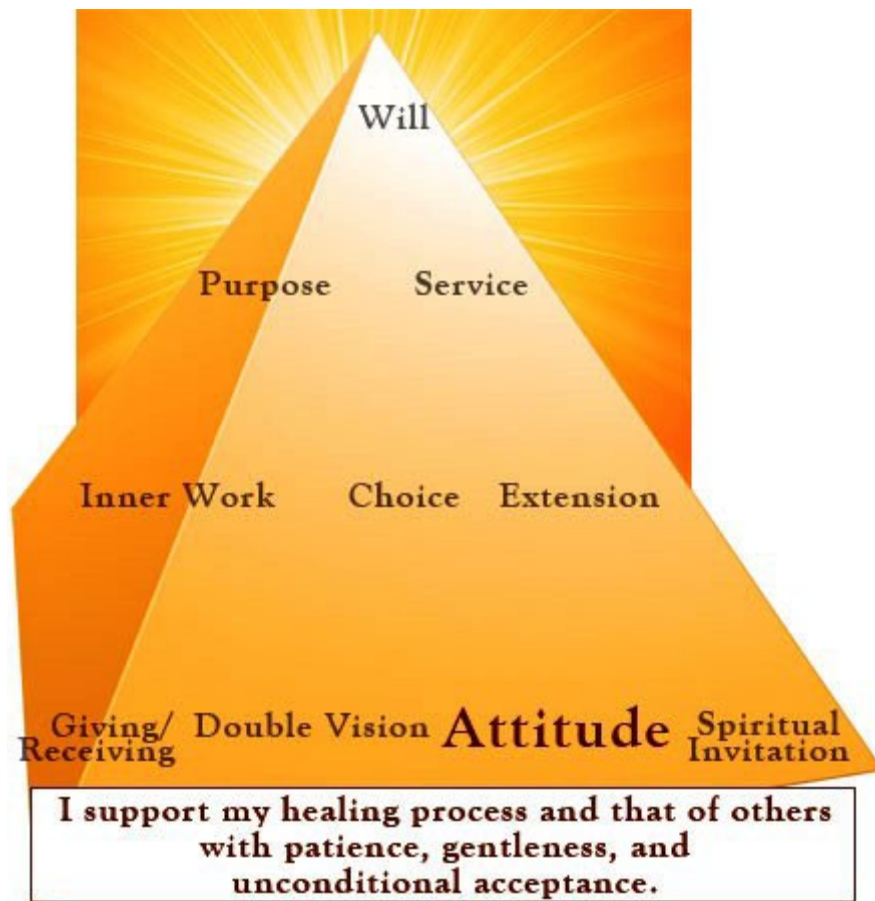 Will
Purpose Service
Inner Work Choice Extension
Giving/
Receiving
Double Vision
Attitude
Spiritual
Invitation
I support my healing process and that of others
with patience, gentleness, and
unconditional acceptance.